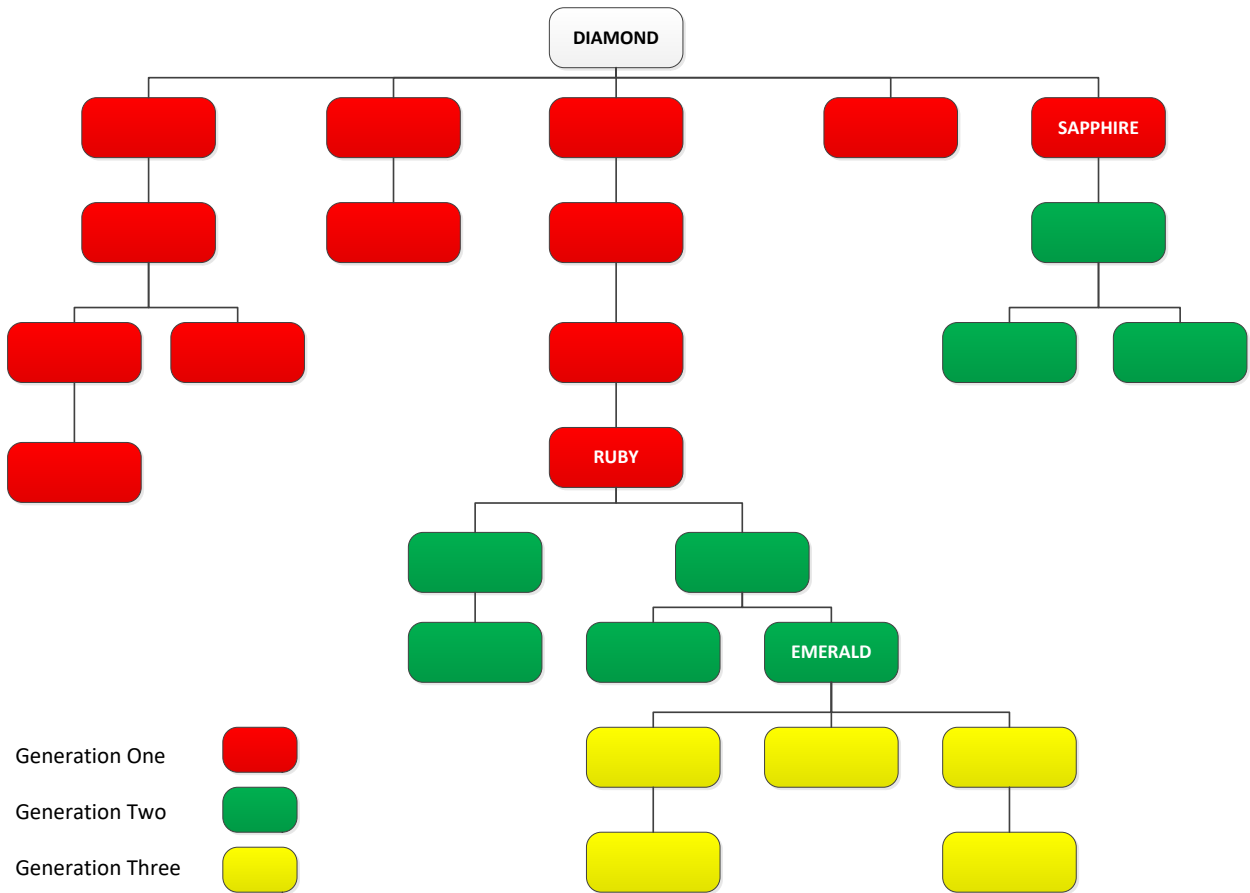 DIAMOND
SAPPHIRE
RUBY
EMERALD
Generation One
Generation Two
Generation Three